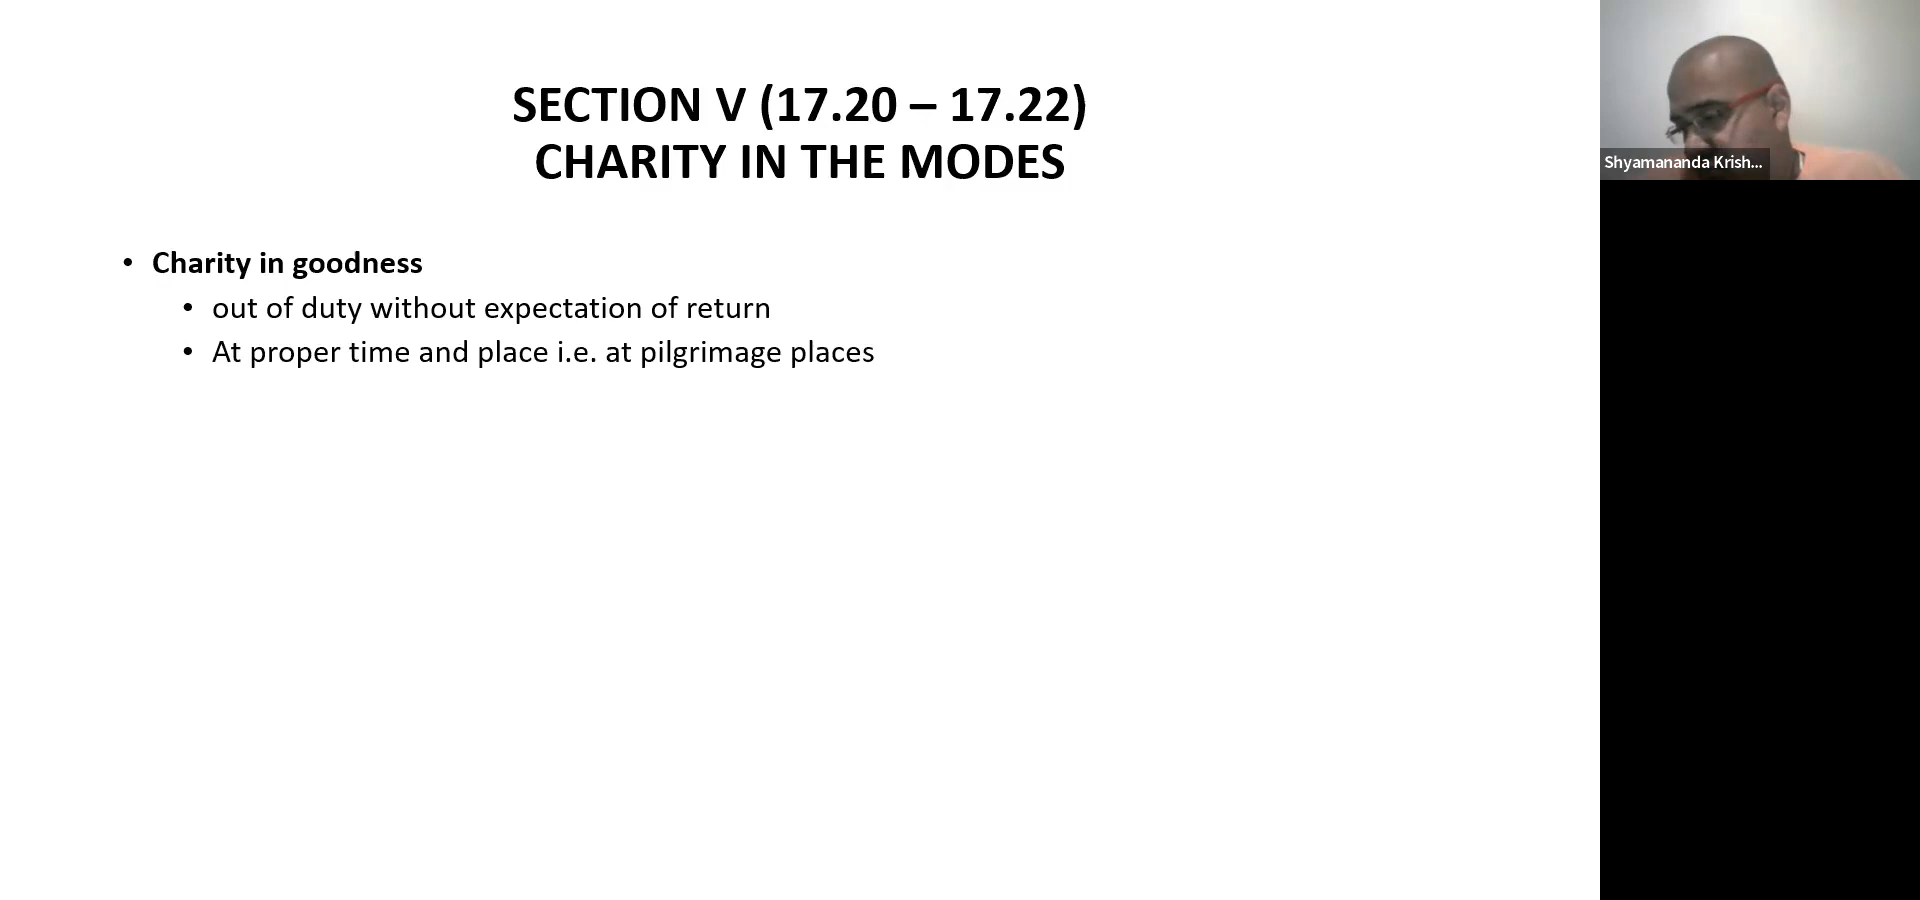 SECTION V (17.20 – 17.22)
CHARITY IN THE MODES
• Charity in goodness
• out of duty without expectation of return
• At proper time and place i.e. at pilgrimage places
Shyamananda Krish...